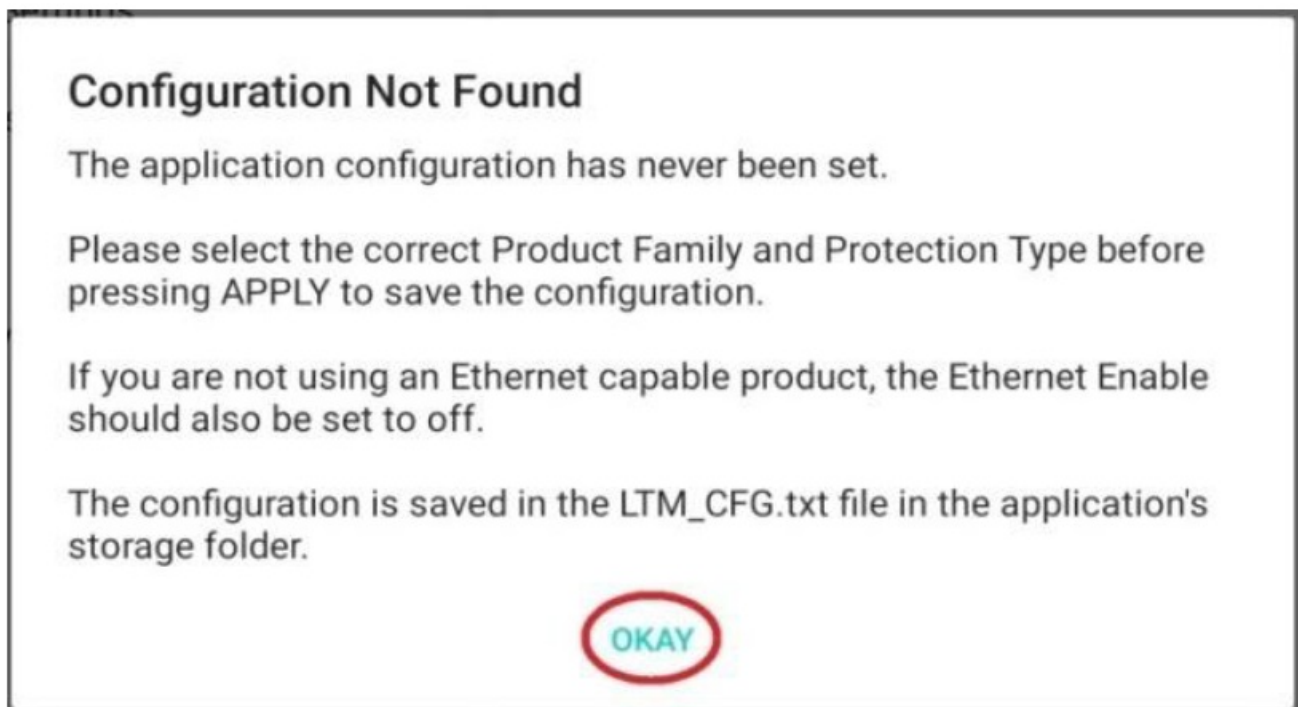 Configuration Not Found
The application configuration has never been set.
Please select the correct Product Family and Protection Type before
pressing APPLY to save the configuration.
If you are not using an Ethernet capable product, the Ethernet Enable
should also be set to off.
The configuration is saved in the LTM_CFG.txt file in the application's
storage folder.
OKAY